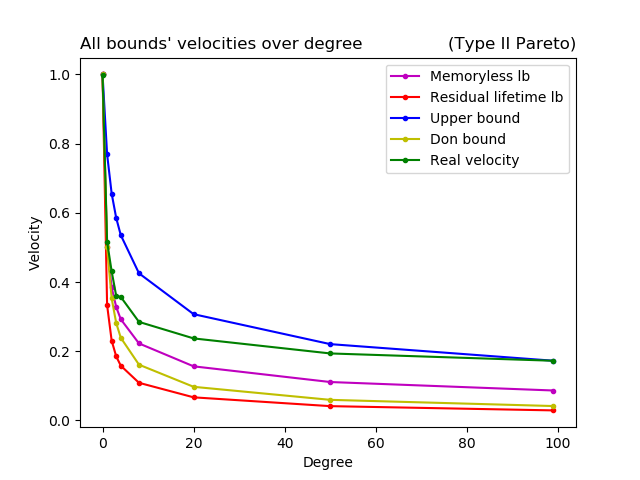 All bounds' velocities over degree (Type II Pareto)
Memoryless lb
Residual lifetime lb
Upper bound
Don bound
Real velocity
1.0
0.8
0.6
0.4
0.2
0.0
Velocity
0 20 40 60 80 100
Degree